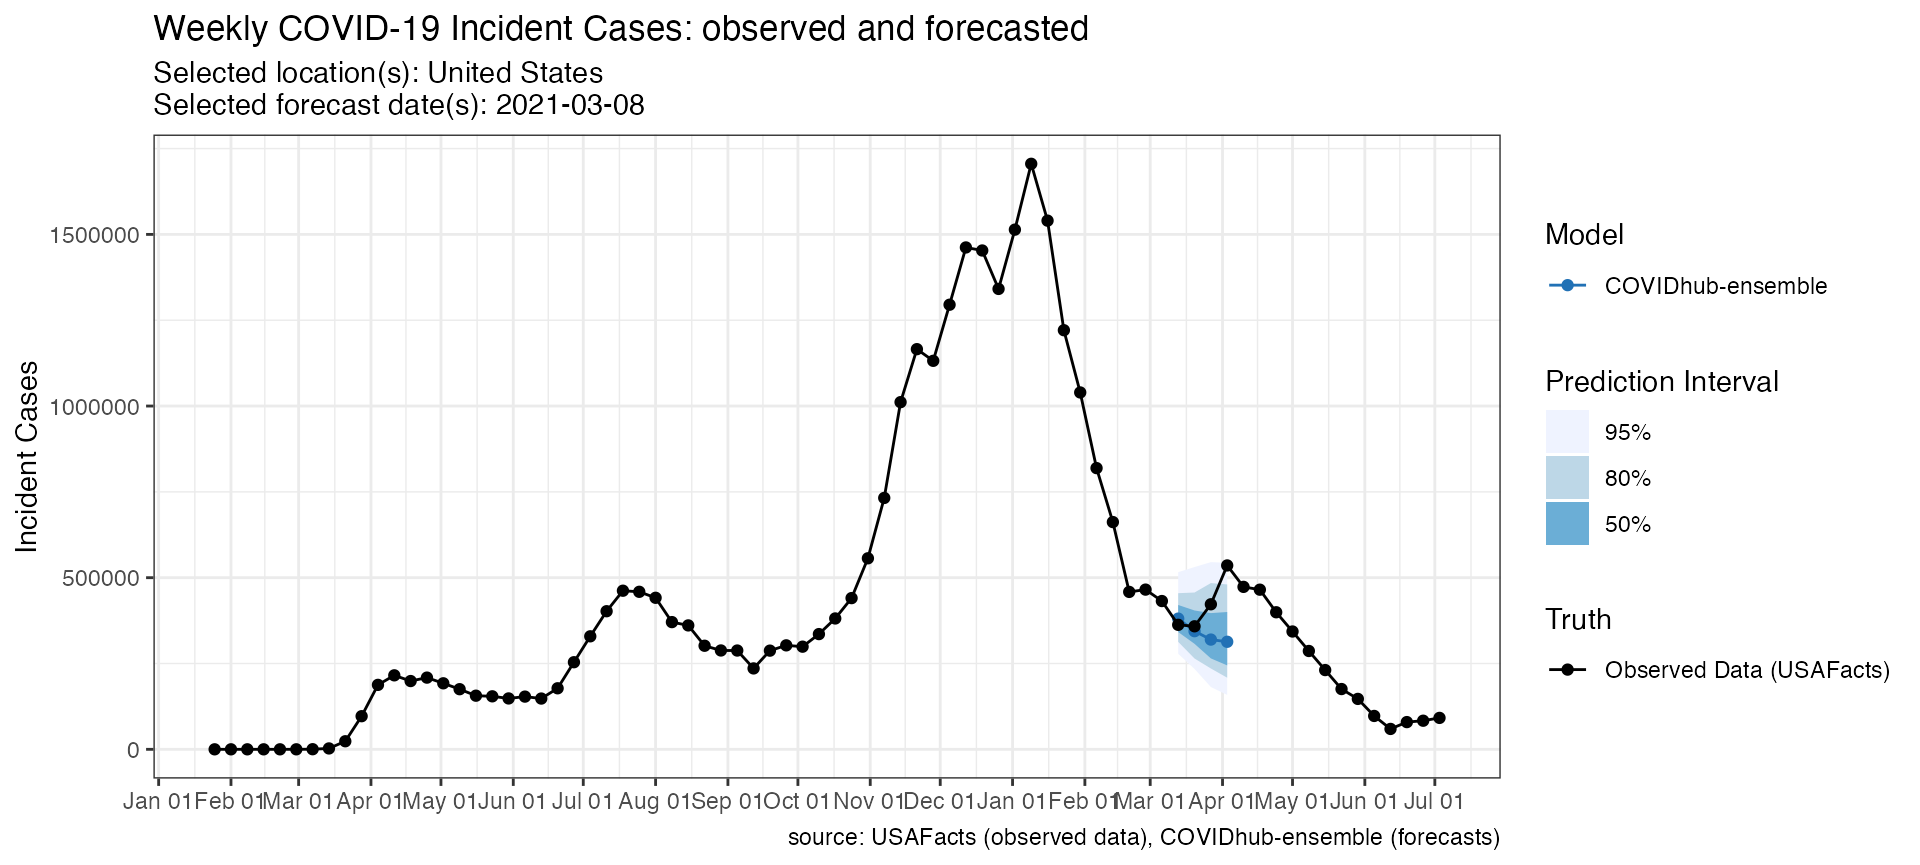 Weekly COVID-19 Incident Cases: observed and forecasted
Selected location(s): United States
Selected forecast date(s): 2021-03-08
Incident Cases
1500000
1000000
500000
0
Jan 01 Feb 01 Mar 01 Apr 01 May 01 Jun 01 Jul 01 Aug 01 Sep 01 Oct 01 Nov 01 Dec 01 Jan 01 Feb 01 Mar 01 Apr 01 May 01 Jun 01 Jul 01
Model
COVIDhub-ensemble
Prediction Interval
95%
80%
50%
Truth
Observed Data (USAFacts)
source: USAFacts (observed data), COVIDhub-ensemble (forecasts)